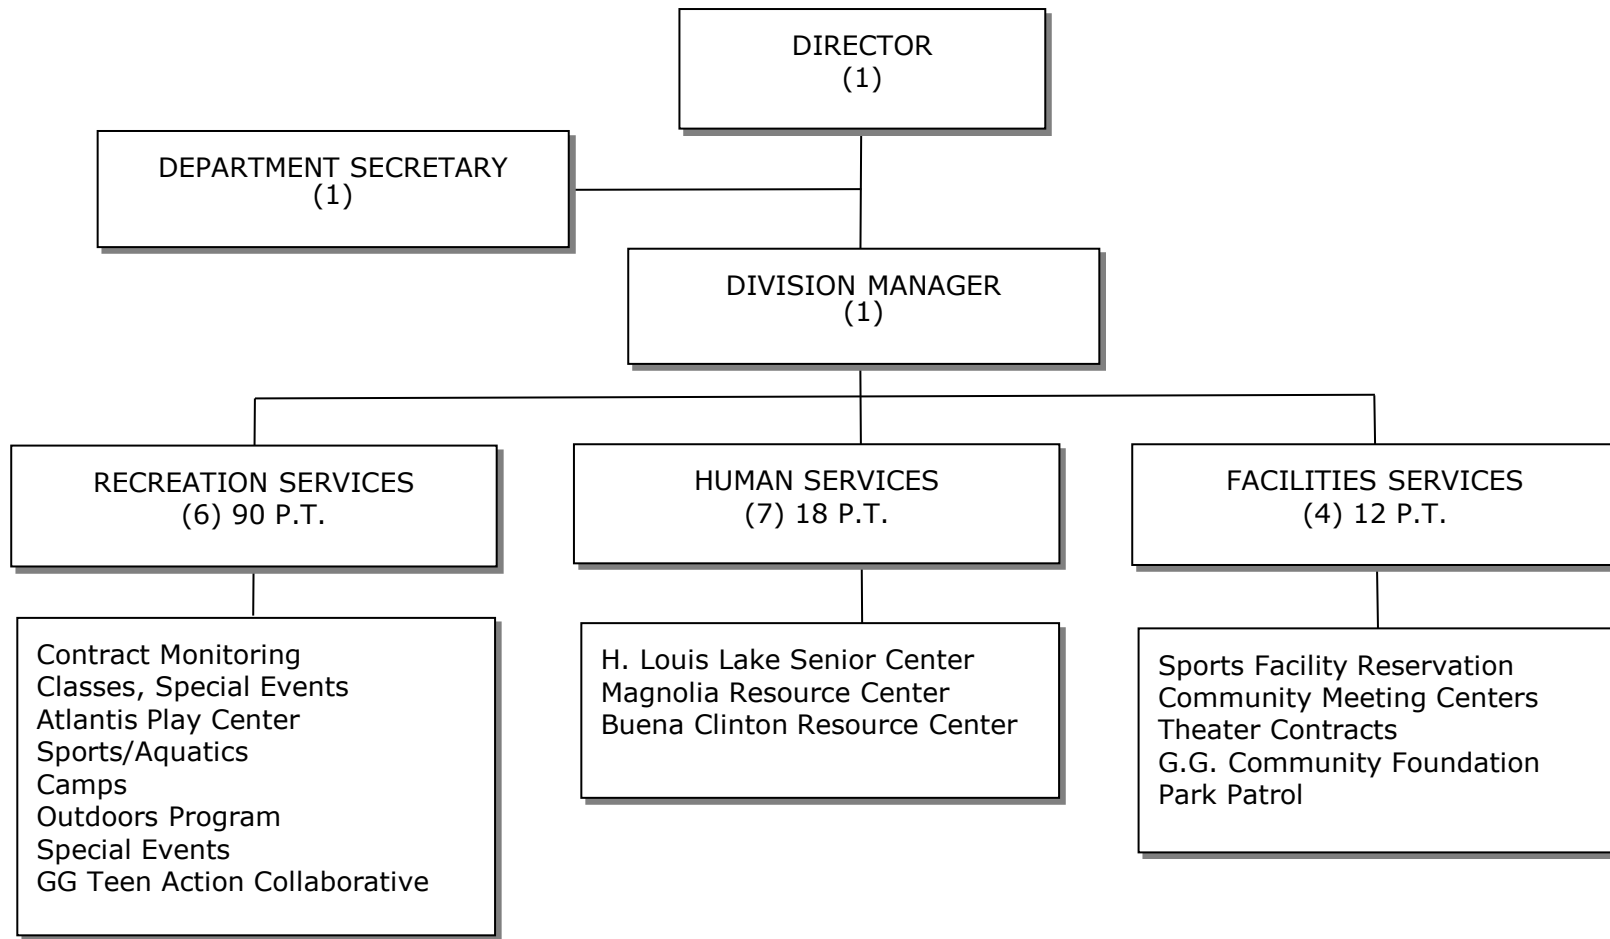 DIRECTOR
(1)
DEPARTMENT SECRETARY
(1)
DIVISION MANAGER
(1)
RECREATION SERVICES
(6) 90 P.T.
HUMAN SERVICES
(7) 18 P.T.
FACILITIES SERVICES
(4) 12 P.T.
Contract Monitoring
Classes, Special Events
Atlantis Play Center
Sports/Aquatics
Camps
Outdoors Program
Special Events
GG Teen Action Collaborative
H. Louis Lake Senior Center
Magnolia Resource Center
Buena Clinton Resource Center
Sports Facility Reservation
Community Meeting Centers
Theater Contracts
G.G. Community Foundation
Park Patrol